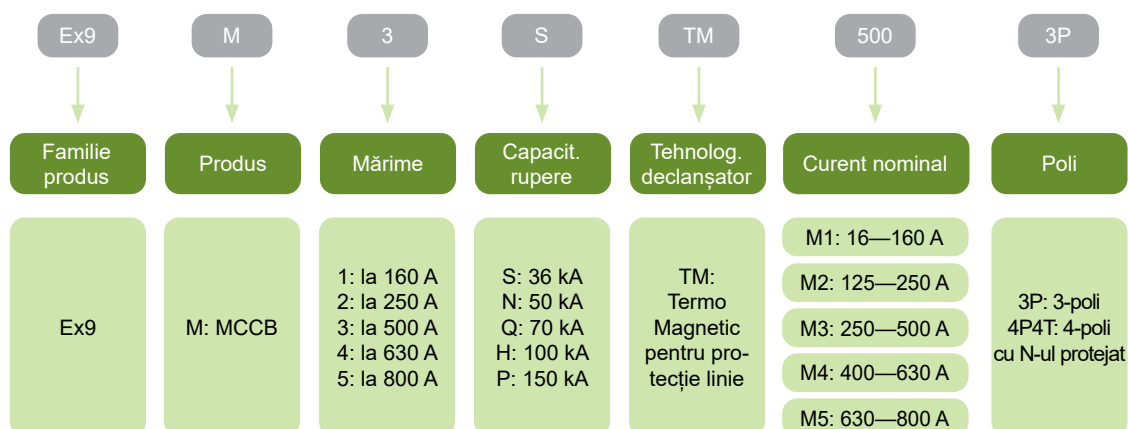 Ex9
M
3
S
TM
500
3P
Familie
produs
Produs
Mărime
Capacit.
rupere
Tehnolog.
declanșator
Curent nominal
Poli
Ex9
M: MCCB
1: la 160 A
2: la 250 A
3: la 500 A
4: la 630 A
5: la 800 A
S: 36 kA
N: 50 kA
Q: 70 kA
H: 100 kA
P: 150 kA
TM:
Termo
Magnetic
pentru pro-
tecție linie
M1: 16—160 A
M2: 125—250 A
M3: 250—500 A
M4: 400—630 A
M5: 630—800 A
3P: 3-poli
4P4T: 4-poli
cu N-ul protejat